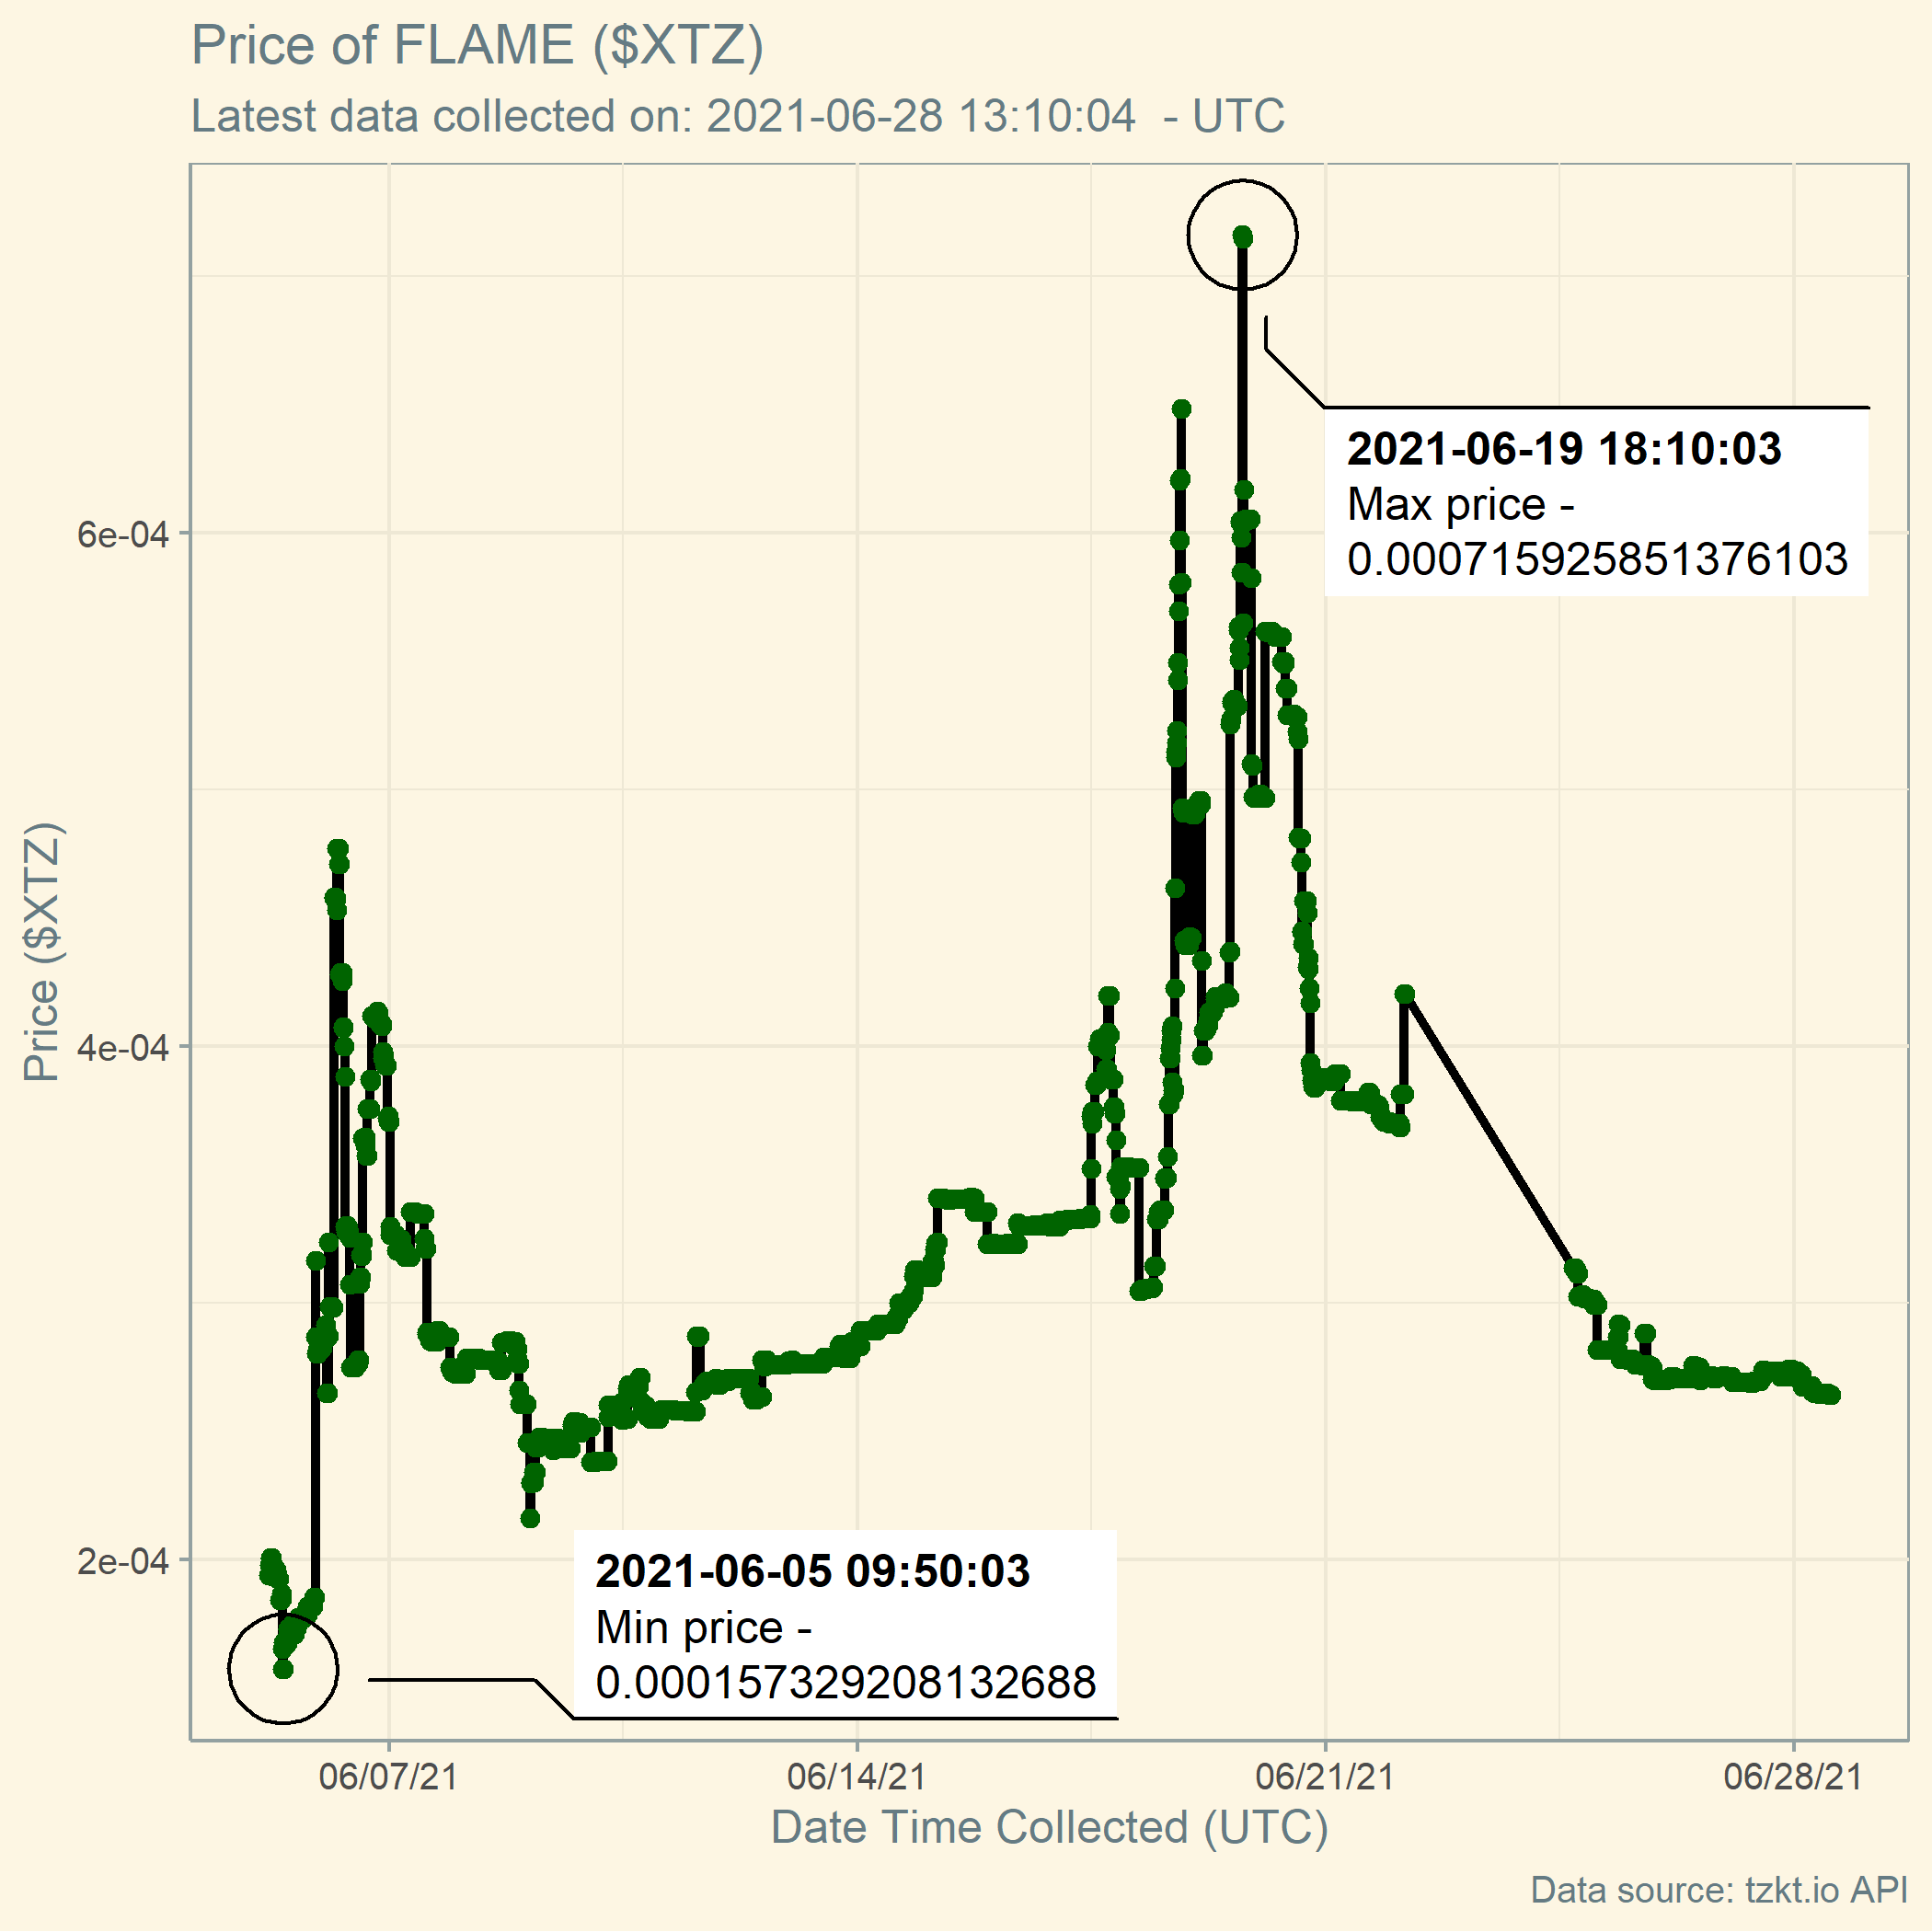 Price of FLAME ($XTZ)
Latest data collected on: 2021-06-28 13:10:04  - UTC
2021-06-19 18:10:03
Max price -
0.000715925851376103
6e-04
4e-04
2e-04
Price ($XTZ)
2021-06-05 09:50:03
Min price -
0.000157329208132688
06/07/21
06/14/21
06/21/21
06/28/21
Date Time Collected (UTC)
Data source: tzkt.io API